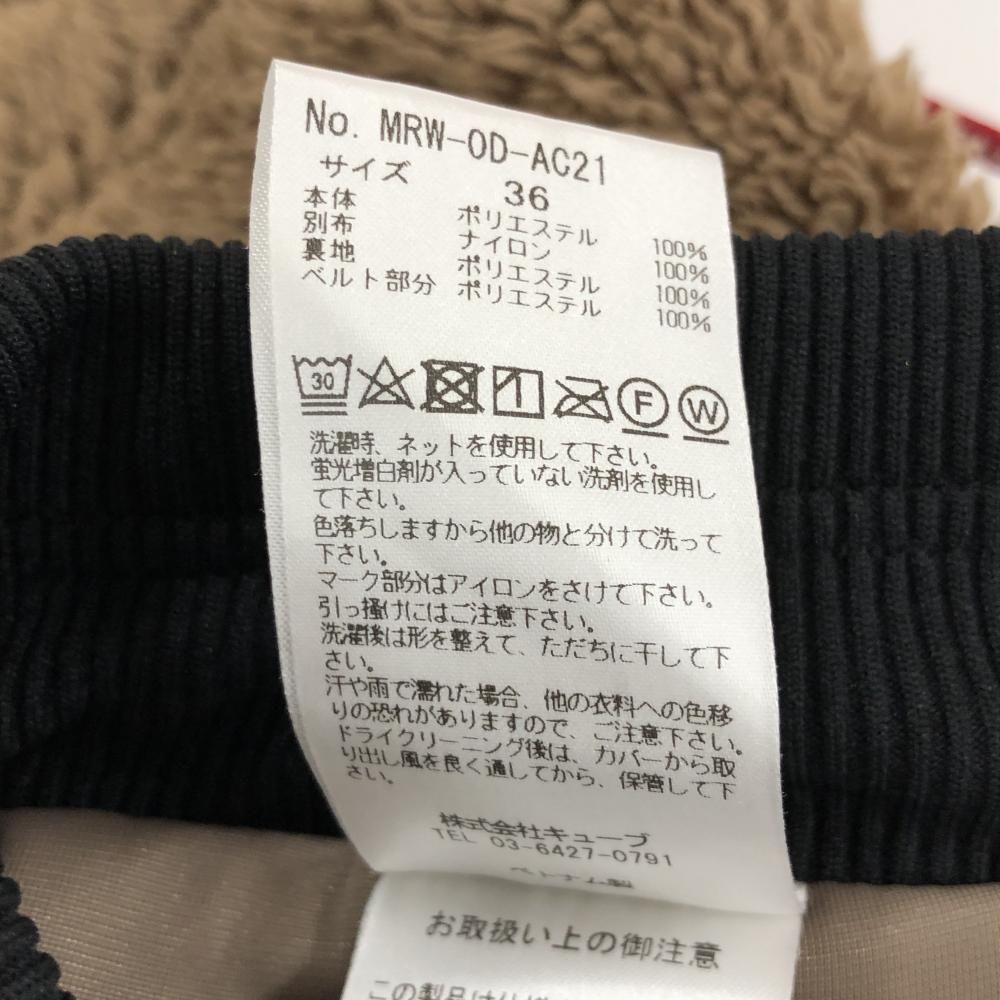 No. MRW-OD-AC21
サイズ 36
本体 ポリエステル 100%
別布 ナイロン 100%
裏地 ポリエステル 100%
ベルト部分 ポリエステル 100%
30
F W
洗濯時、ネットを使用して下さい。
蛍光増白剤が入っていない洗剤を使用し
て下さい。
色落ちしますから他の物と分けて洗って
下さい。
マーク部分はアイロンをさけて下さい。
引っ掻けにはご注意下さい。
洗濯後は形を整えて、ただちに干して下
さい。
汗や雨で濡れた場合、他の衣料への色移
りの恐れがありますので、ご注意下さい。
ドライクリーニング後は、カバーから取
り出し風を良く通してから、保管して下
さい。
株式会社キューブ
TEL 03-6427-0791
ベトナム製
お取扱い上の御注意
この製品は